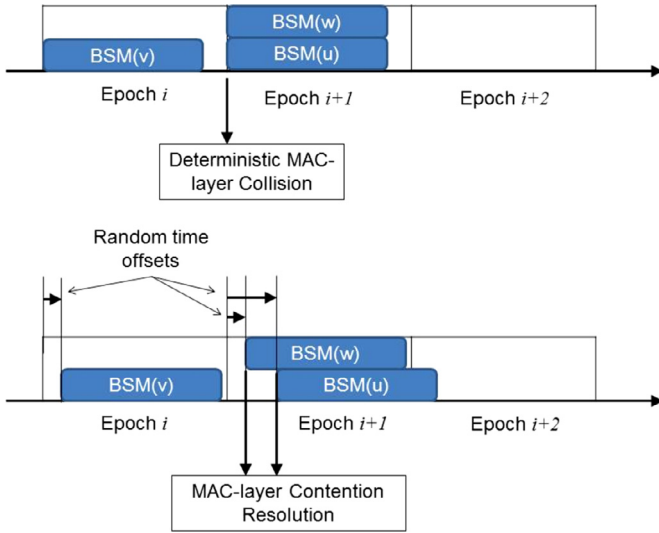 BSM(w)
BSM(v)
BSM(u)
Epoch i
Epoch i+1
Epoch i+2
Deterministic MAC-
layer Collision
Random time
offsets
BSM(w)
BSM(v)
BSM(u)
Epoch i
Epoch i+1
Epoch i+2
MAC-layer Contention
Resolution